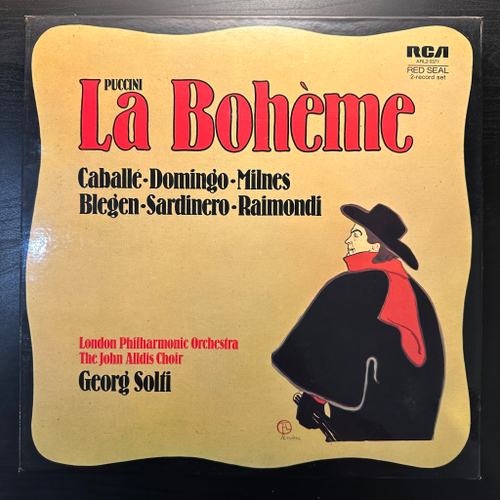 RCA
RED SEAL
2-record set
PUCCINI
La Bohème
Caballé-Domingo-Milnes
Blegen-Sardinero-Raimondi
London Philharmonic Orchestra
The John Alldis Choir
Georg Solti